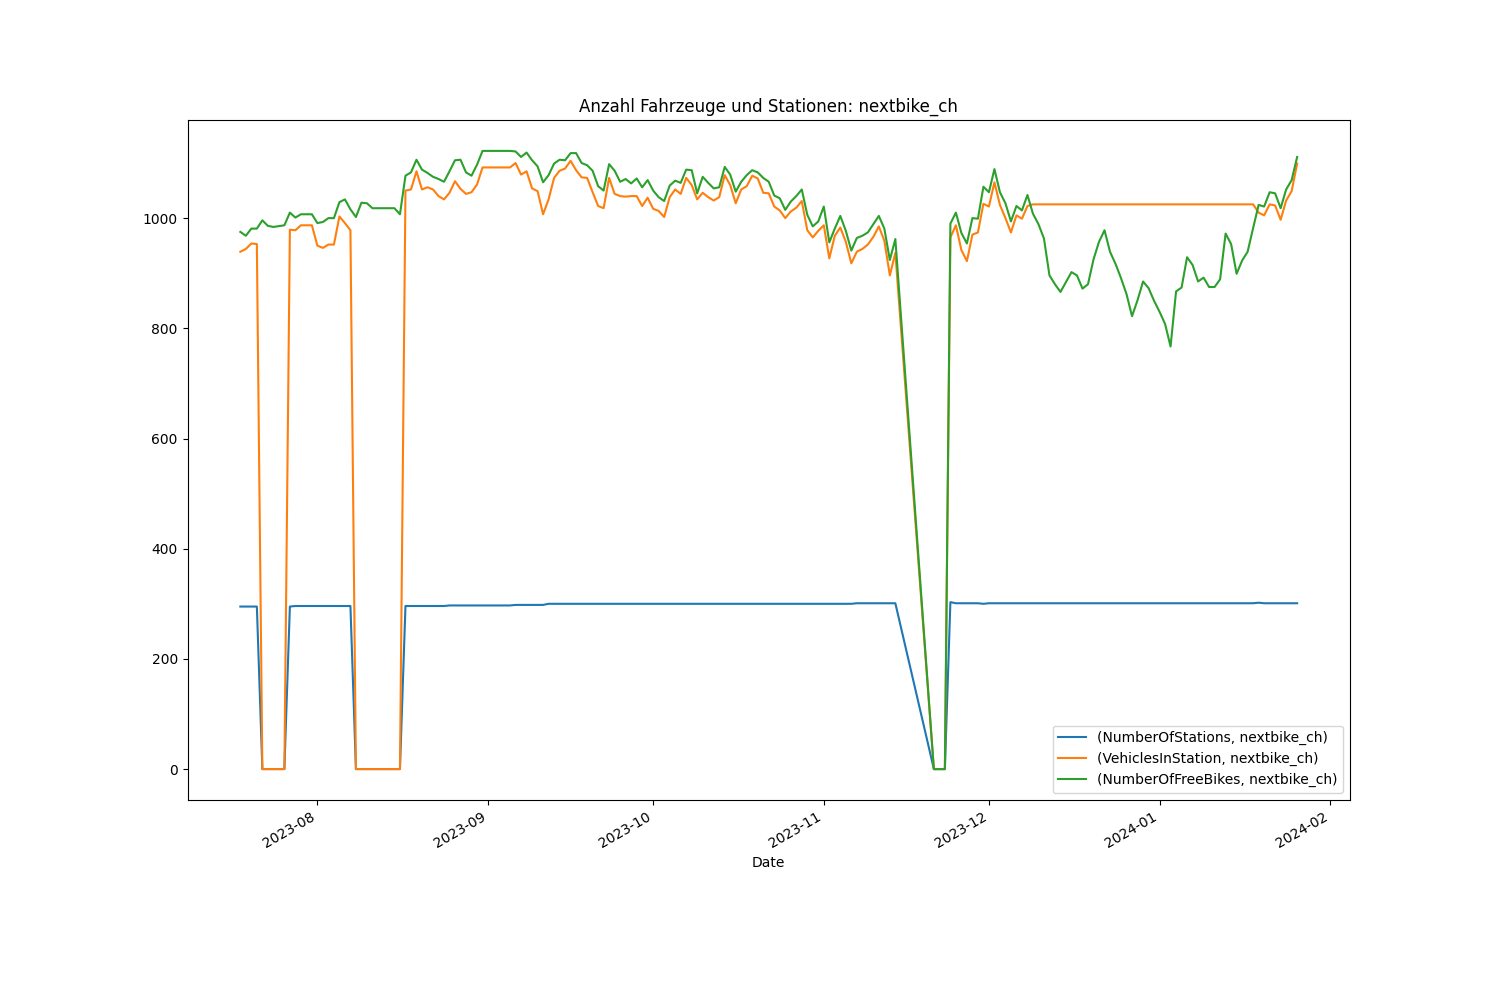 Anzahl Fahrzeuge und Stationen: nextbike_ch
1000
800
600
400
200
0
(NumberOfStations, nextbike_ch)
(VehiclesInStation, nextbike_ch)
(NumberOfFreeBikes, nextbike_ch)
2023-08
2023-09
2023-10
2023-11
2023-12
2024-01
2024-02
Date